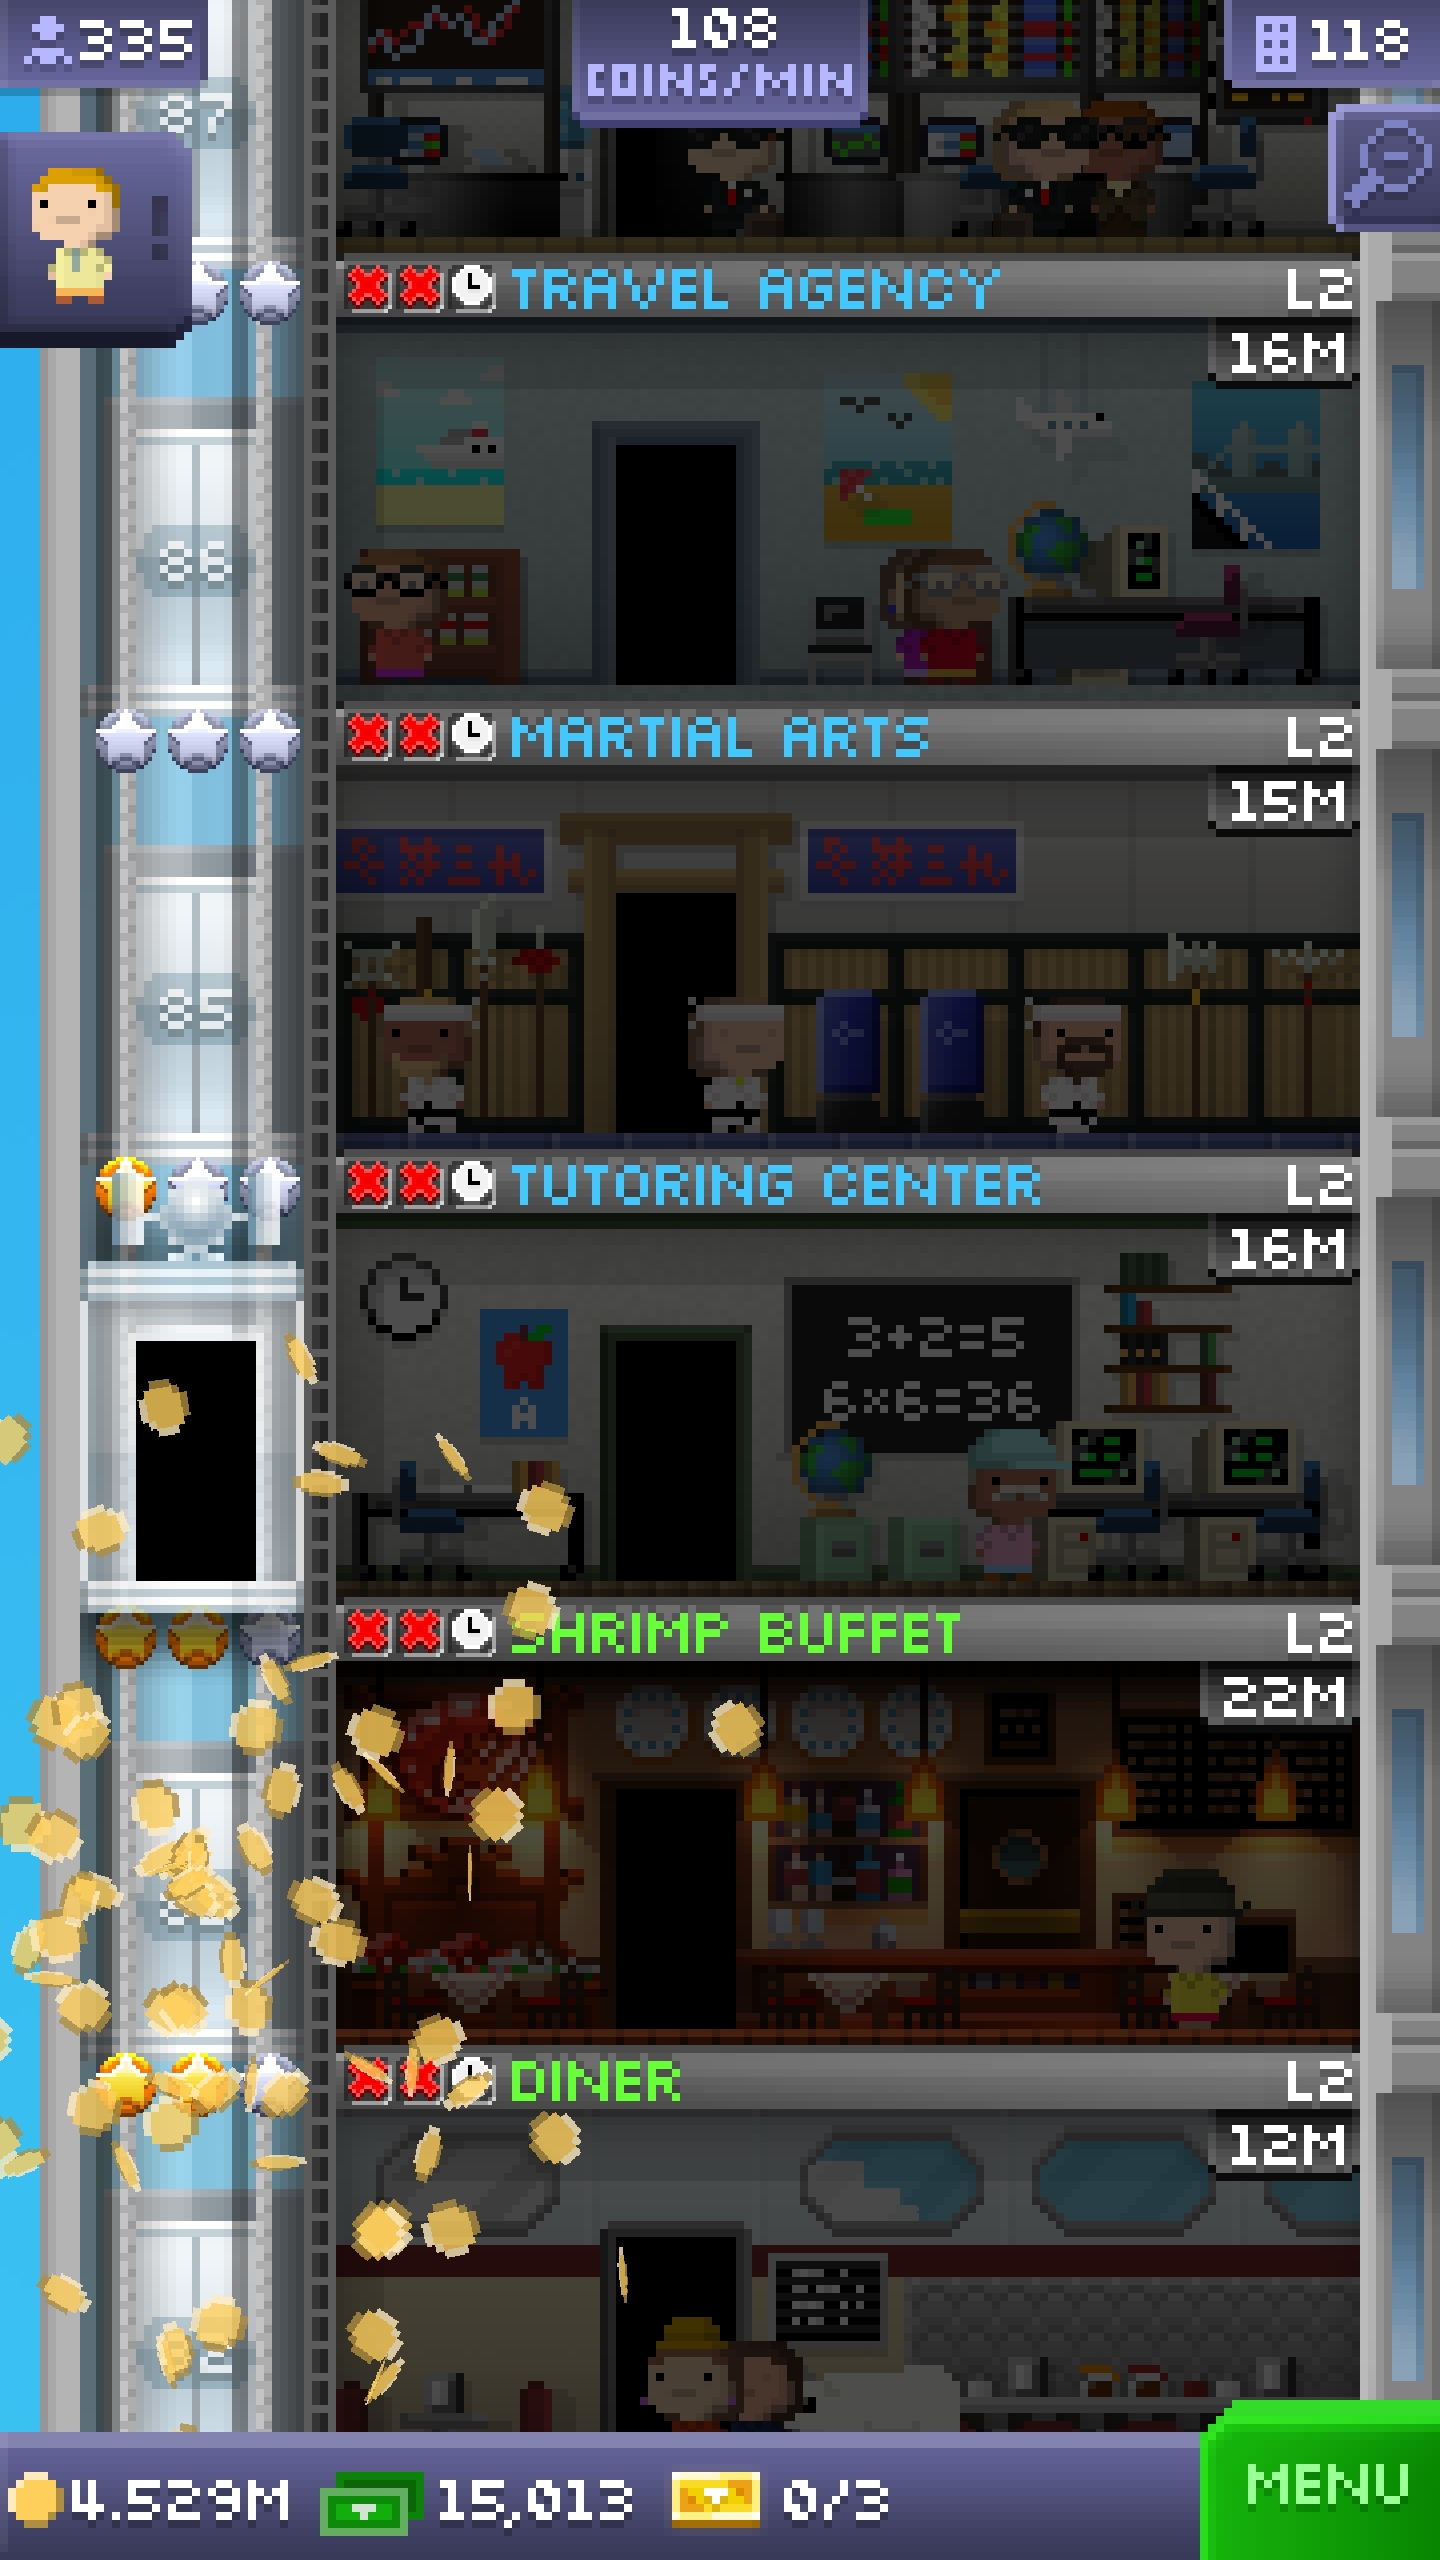 335
108
COINS/MIN
118
87
TRAVEL AGENCY L2
16M
86
MARTIAL ARTS L2
15M
85
TUTORING CENTER L2
16M
3+2=5
6×6=36
A
SHRIMP BUFFET L2
22M
DINER L2
12M
4.529M 15,013 0/3
MENU